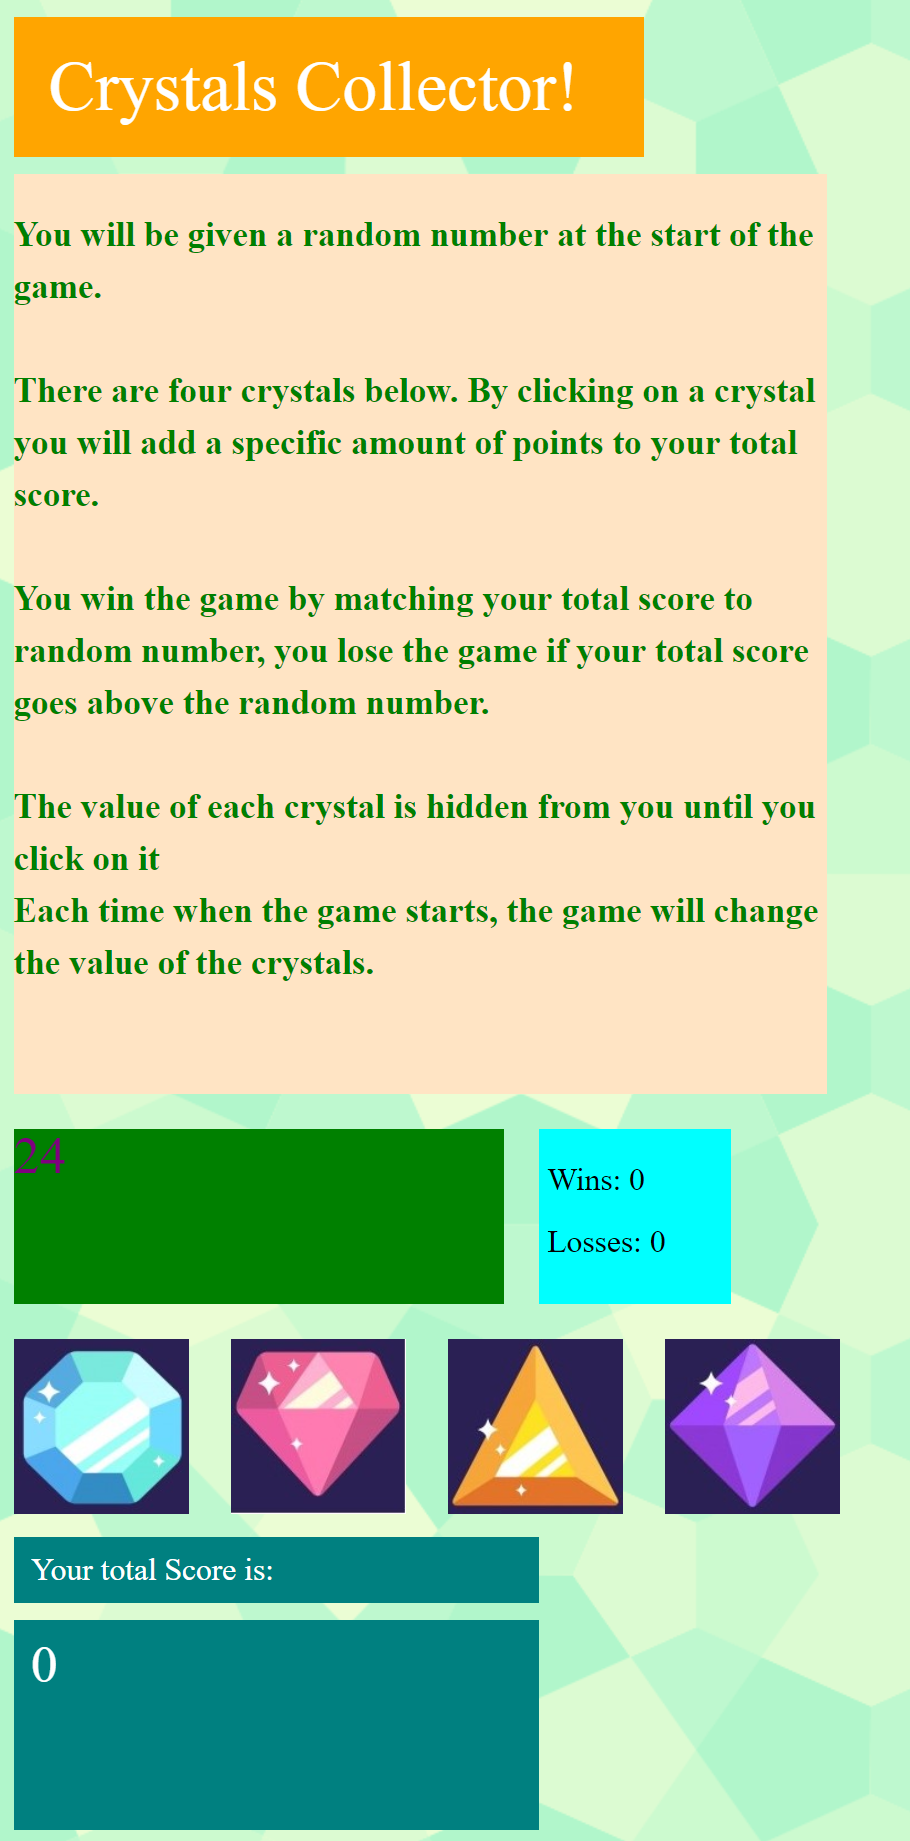 Crystals Collector!
You will be given a random number at the start of the
game.
There are four crystals below. By clicking on a crystal
you will add a specific amount of points to your total
score.
You win the game by matching your total score to
random number, you lose the game if your total score
goes above the random number.
The value of each crystal is hidden from you until you
click on it
Each time when the game starts, the game will change
the value of the crystals.
24
Wins: 0
Losses: 0
Your total Score is:
0